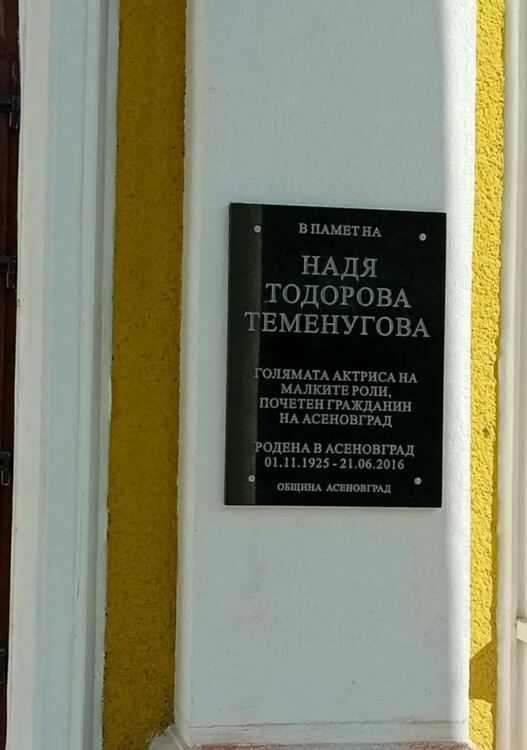 В ПАМЕТ НА
НАДЯ
ТОДОРОВА
ТЕМЕНУГОВА
ГОЛЯМАТА АКТРИСА НА
МАЛКИТЕ РОЛИ,
ПОЧЕТЕН ГРАЖДАНИН
НА АСЕНОВГРАД
РОДЕНА В АСЕНОВГРАД
01.11.1925 - 21.06.2016
ОБЩИНА АСЕНОВГРАД